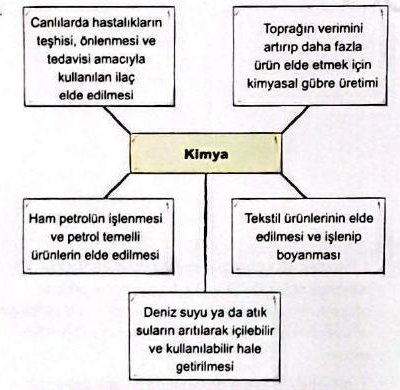 Canlılarda hastalıkların
teşhisi, önlenmesi ve
tedavisi amacıyla
kullanılan ilaç
elde edilmesi
Toprağın verimini
artırıp daha fazla
ürün elde etmek için
kimyasal gübre üretimi
Kimya
Ham petrolün işlenmesi
ve petrol temelli
ürünlerin elde edilmesi
Tekstil ürünlerinin elde
edilmesi ve işlenip
boyanması
Deniz suyu ya da atık
suların arıtılarak içilebilir
ve kullanılabilir hale
getirilmesi